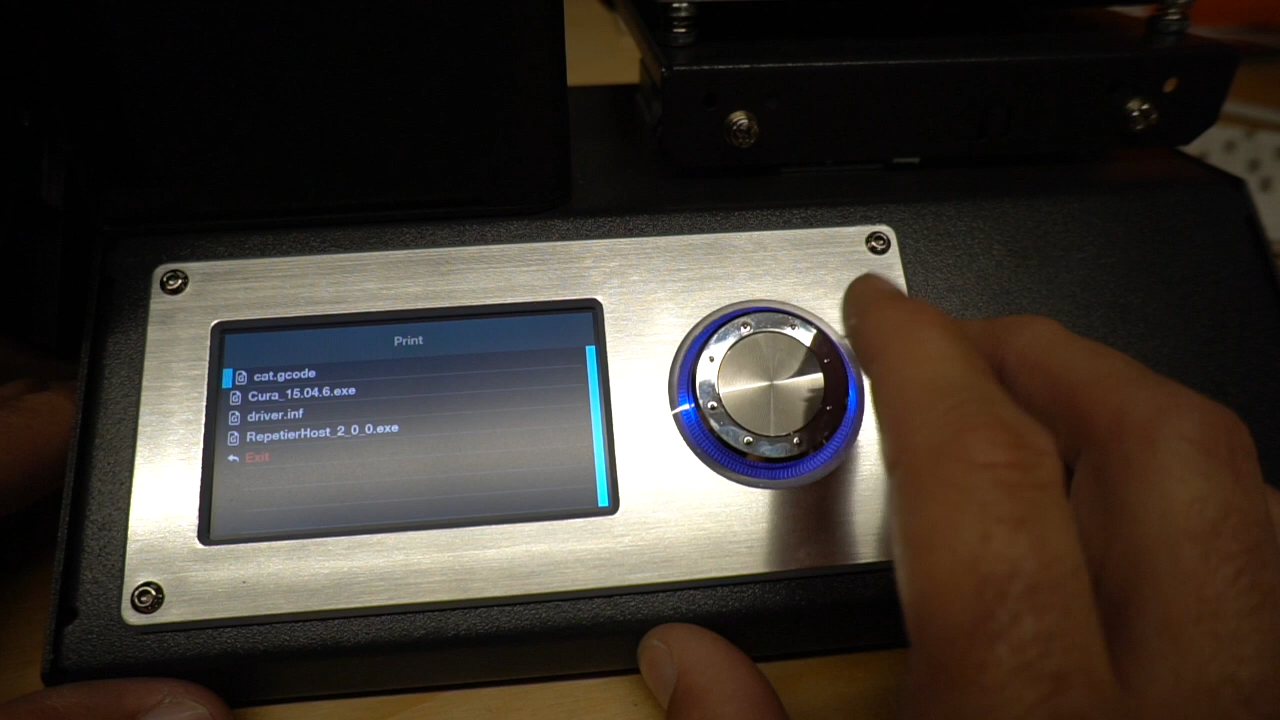 Print
cat.gcode
Cura_15.04.6.exe
driver.inf
RepetierHost_2_0_0.exe
Exit